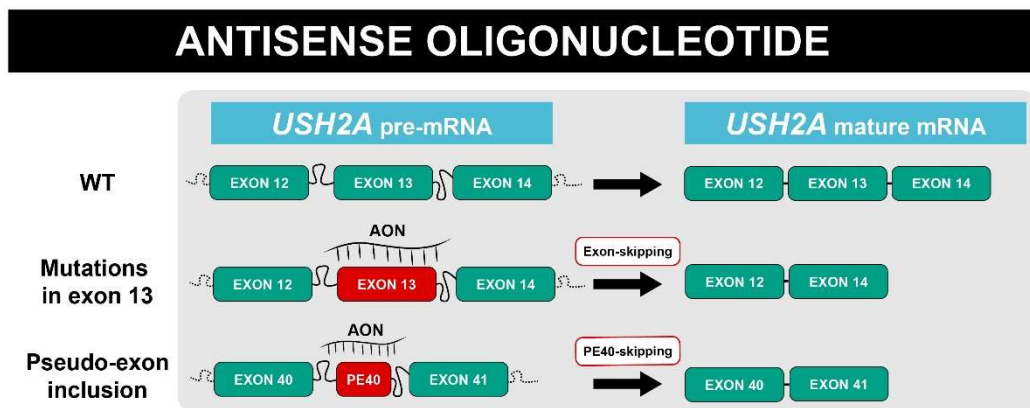 ANTISENSE OLIGONUCLEOTIDE
USH2A pre-mRNA
USH2A mature mRNA
WT
EXON 12
EXON 13
EXON 14
EXON 12
EXON 13
EXON 14
Mutations
in exon 13
AON
EXON 12
EXON 13
EXON 14
Exon-skipping
EXON 12
EXON 14
Pseudo-exon
inclusion
AON
EXON 40
PE40
EXON 41
PE40-skipping
EXON 40
EXON 41